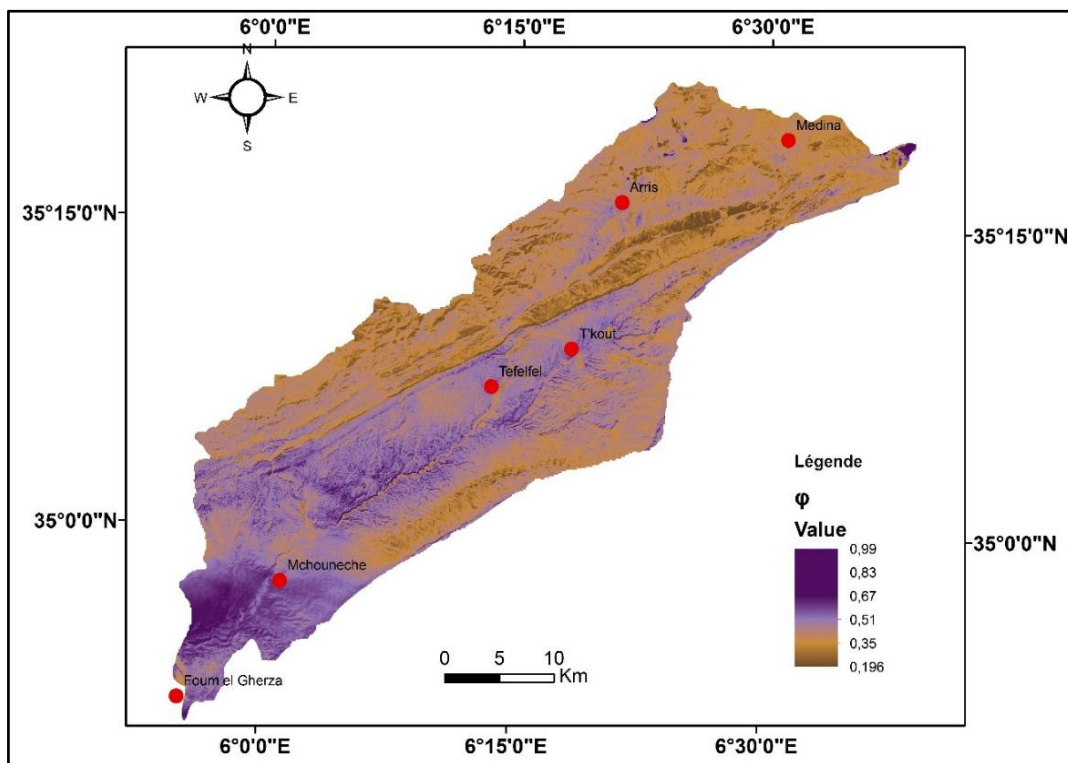 6°0'0"E 6°15'0"E 6°30'0"E
N
W E
S
Medina
Arris
35°15'0"N
35°15'0"N
T'kout
Tefelfel
Légende
φ
Value
35°0'0"N
0,99
35°0'0"N
0,83
Mchouneche
0,67
0,51
0,35
0,196
0 5 10
Km
Foum el Gherza
6°0'0"E 6°15'0"E 6°30'0"E